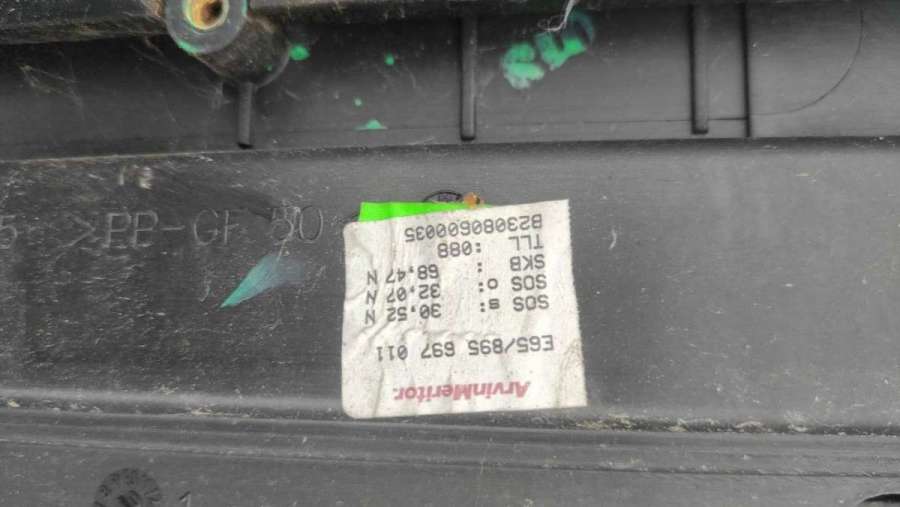 ArvinMeritor.
E65/895 697 011
SOS s: 30,52 N
SOS o: 32,07 N
SKB : 68,47 N
TLL :088
B230806000035
>PP-GF 30